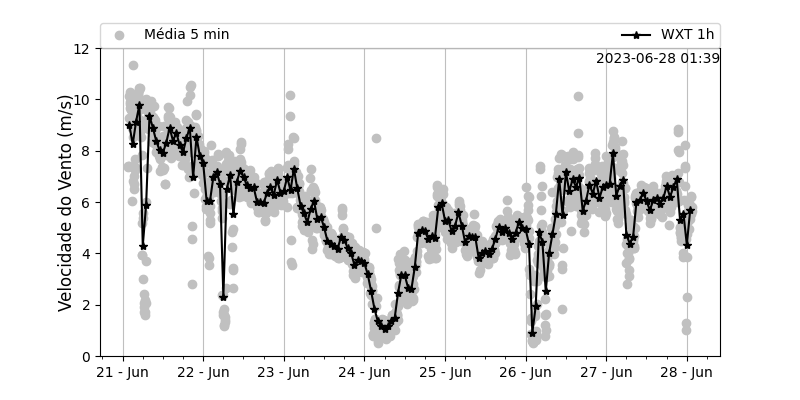 Média 5 min WXT 1h
2023-06-28 01:39
Velocidade do Vento (m/s)
12
10
8
6
4
2
0
21 - Jun 22 - Jun 23 - Jun 24 - Jun 25 - Jun 26 - Jun 27 - Jun 28 - Jun